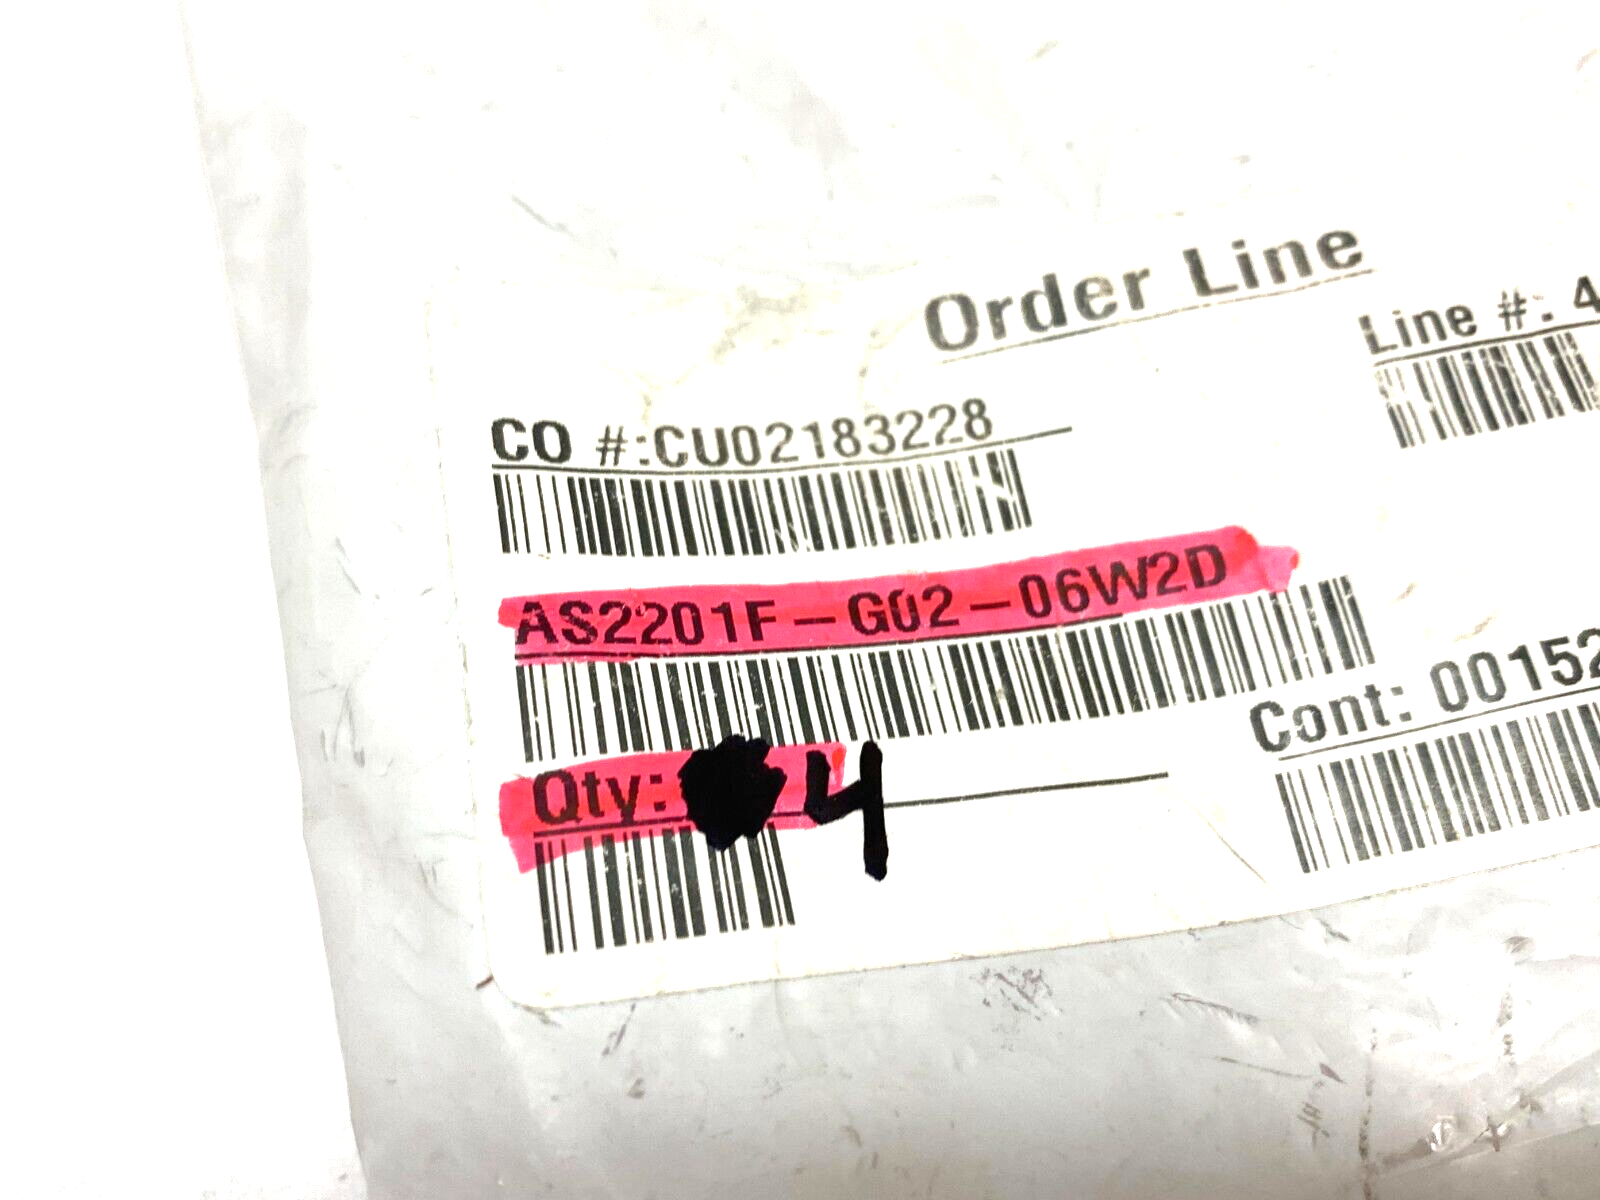 Order Line
CO #:CU02183228
Line #: 4
AS2201F-G02-06W2D
Cont: 00152
Qty: 4